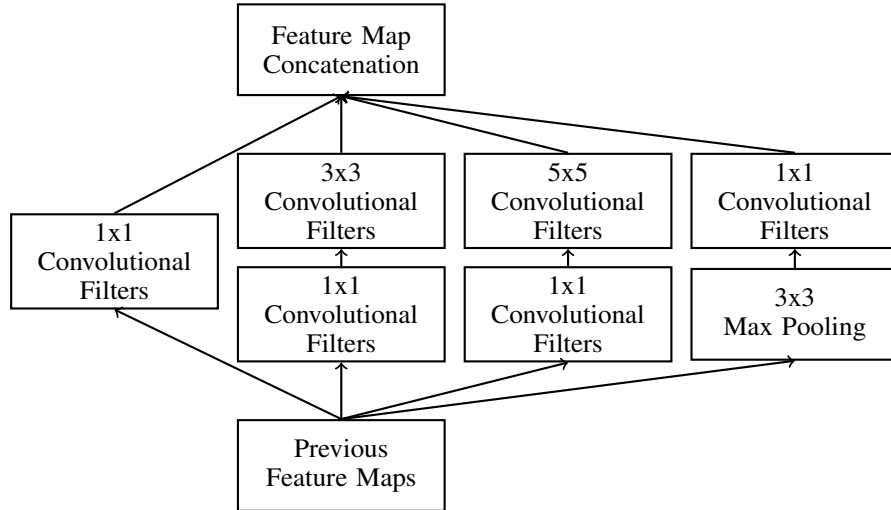 Feature Map
Concatenation
3x3
Convolutional
Filters
5x5
Convolutional
Filters
1x1
Convolutional
Filters
1x1
Convolutional
Filters
1x1
Convolutional
Filters
1x1
Convolutional
Filters
3x3
Max Pooling
Previous
Feature Maps